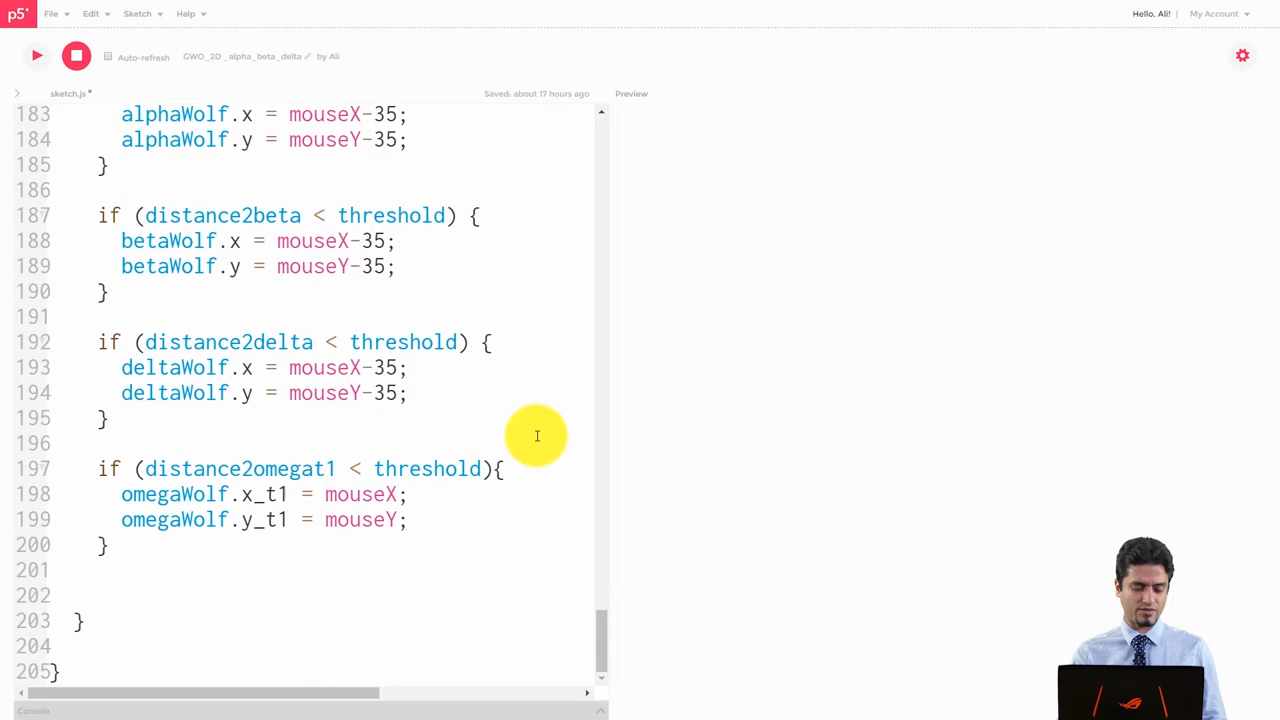 p5* File Edit Sketch Help Hello, Ali! | My Account
Auto-refresh GWO_2D _alpha_beta_delta by Ali
sketch.js Saved: about 17 hours ago Preview
183 alphaWolf.x = mouseX-35;
184 alphaWolf.y = mouseY-35;
185 }
186
187 if (distance2beta < threshold) {
188 betaWolf.x = mouseX-35;
189 betaWolf.y = mouseY-35;
190 }
191
192 if (distance2delta < threshold) {
193 deltaWolf.x = mouseX-35;
194 deltaWolf.y = mouseY-35;
195 }
196
197 if (distance2omegat1 < threshold){
198 omegaWolf.x_t1 = mouseX;
199 omegaWolf.y_t1 = mouseY;
200 }
201
202
203 }
204
205 }
Console